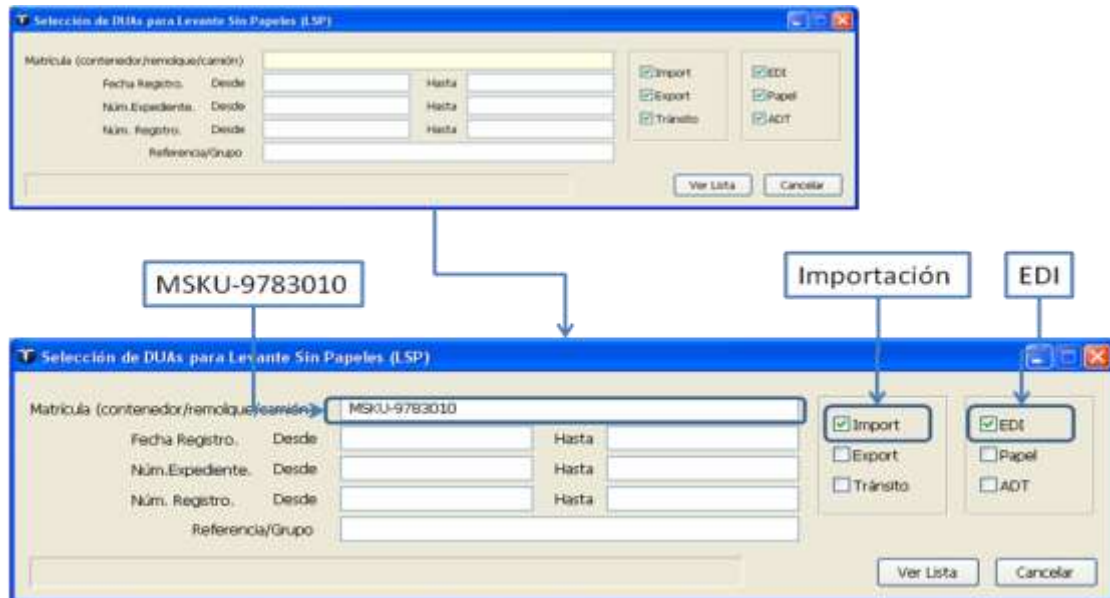 Selección de DUAs para Levante Sin Papeles (LSP)
Matrícula (contenedor/remolque/camión)
Fecha Registro. Desde Hasta
Núm.Expediente. Desde Hasta
Núm. Registro. Desde Hasta
Referencia/Grupo
Import EDI
Export Papel
Tránsito ADT
Ver Lista Cancelar
MSKU-9783010 Importación EDI
Selección de DUAs para Levante Sin Papeles (LSP)
Matrícula (contenedor/remolque/camión) MSKU-9783010
Fecha Registro. Desde Hasta
Núm.Expediente. Desde Hasta
Núm. Registro. Desde Hasta
Referencia/Grupo
Import EDI
Export Papel
Tránsito ADT
Ver Lista Cancelar